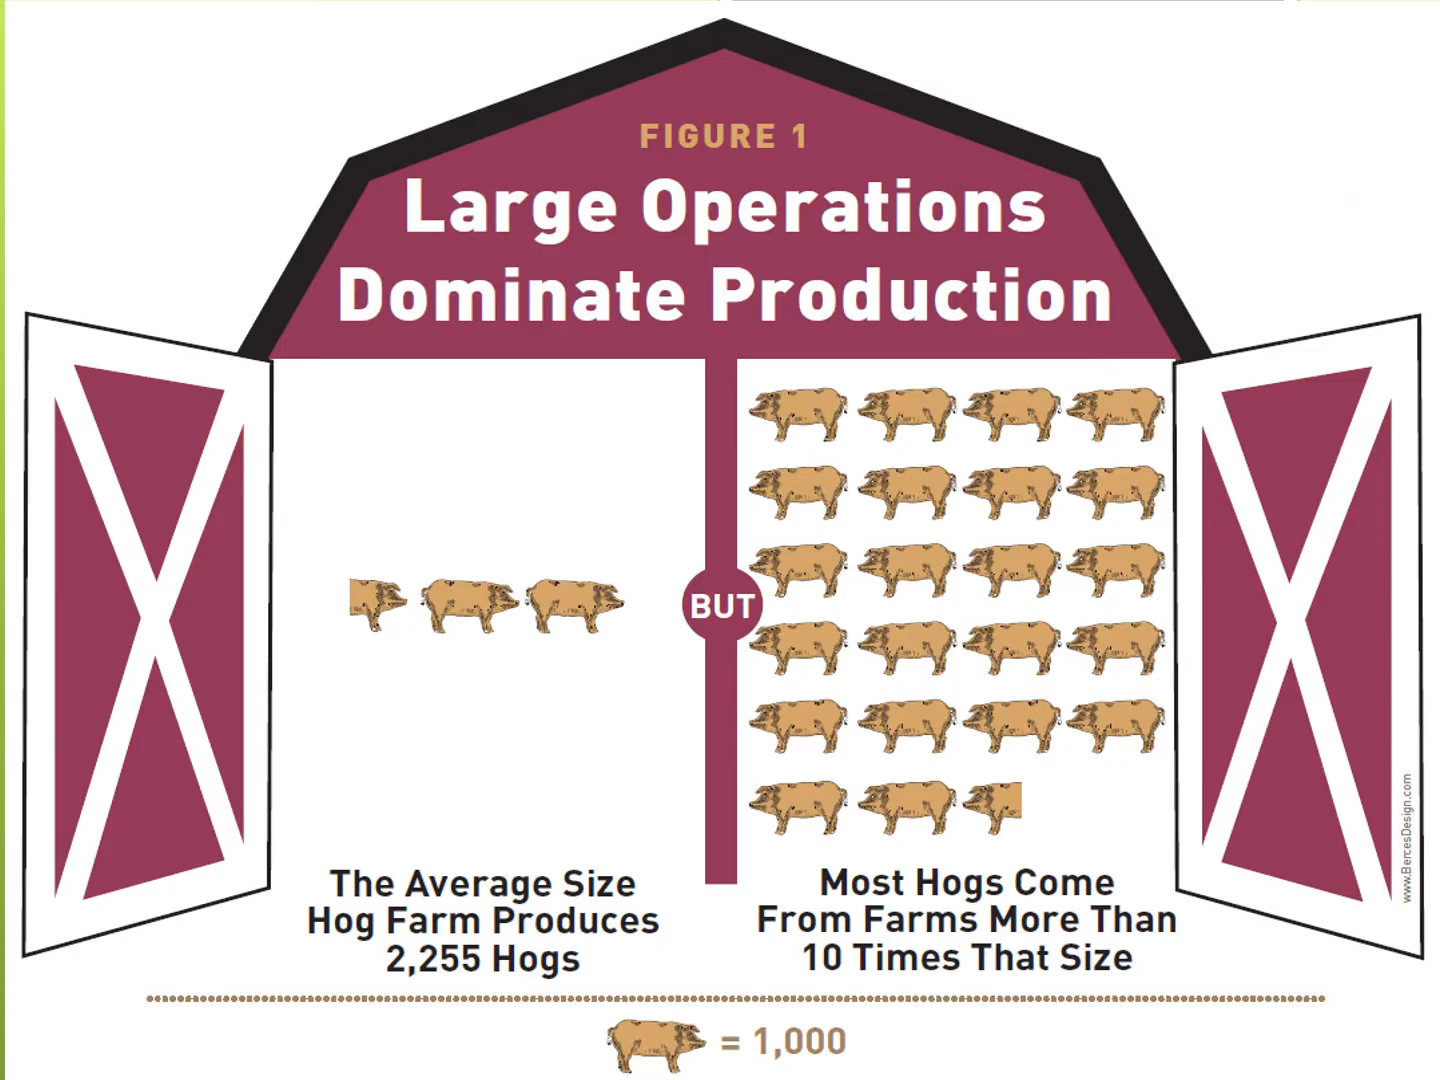 FIGURE 1
Large Operations
Dominate Production
BUT
The Average Size
Hog Farm Produces
2,255 Hogs
Most Hogs Come
From Farms More Than
10 Times That Size
www.BercesDesign.com
= 1,000